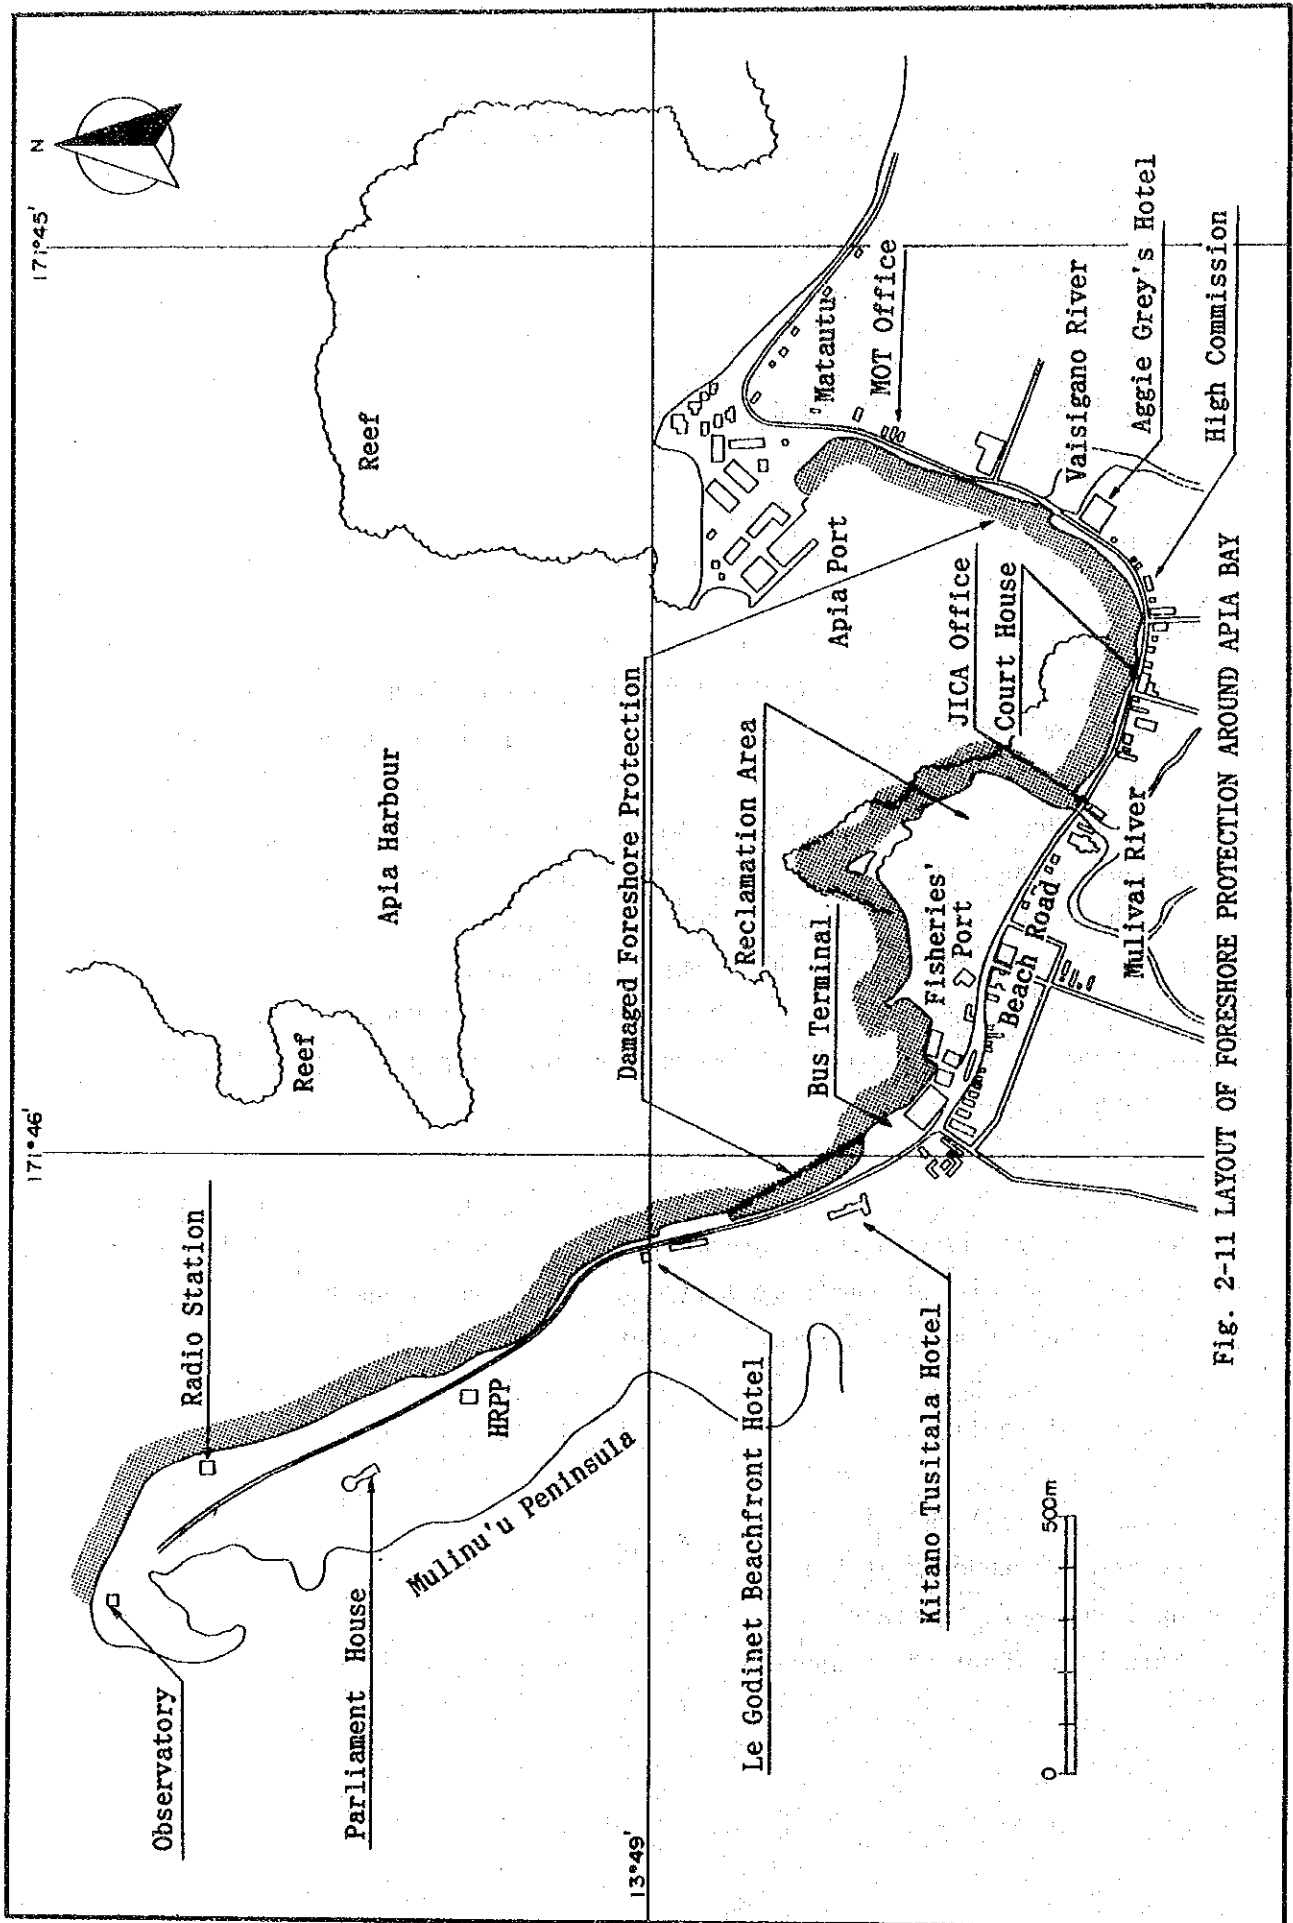 N
171°45'
171°46'
13°49'
Reef
Apia Harbour
Reef
Radio Station
Observatory
Parliament House
HRPP
Mulinu'u Peninsula
Damaged Foreshore Protection
Reclamation Area
Bus Terminal
Fisheries'
Port
Apia Port
JICA Office
Court House
Matautu
MOT Office
Vaisigano River
Aggie Grey's Hotel
High Commission
Beach Road
Mulivai River
Le Godinet Beachfront Hotel
Kitano Tusitala Hotel
0
500m
Fig. 2-11 LAYOUT OF FORESHORE PROTECTION AROUND APIA BAY